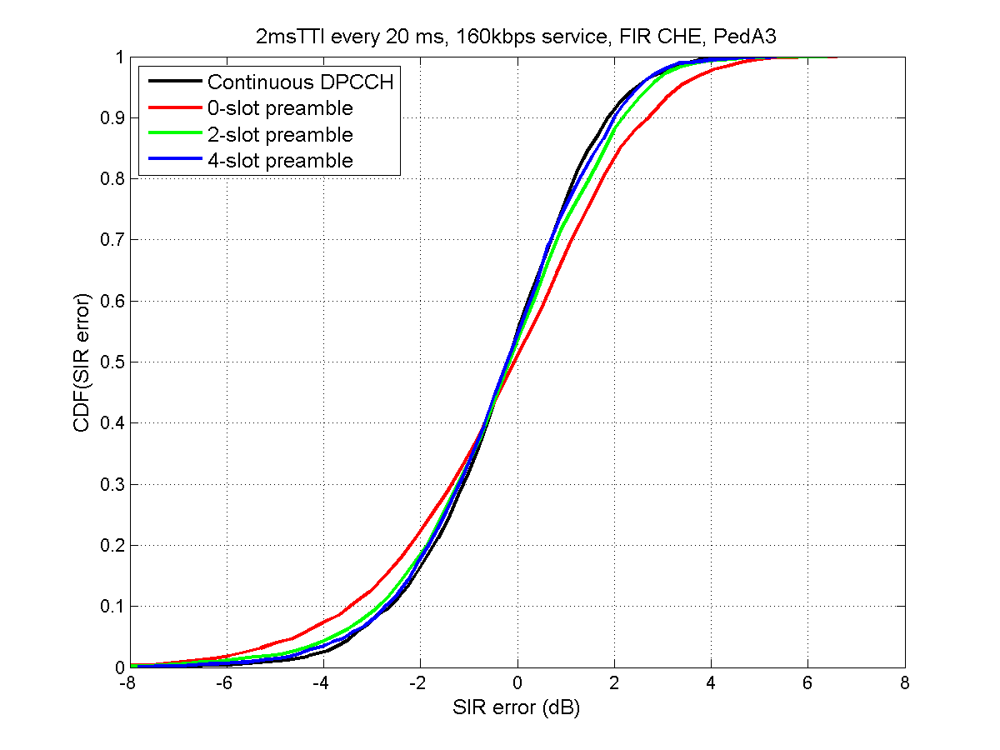 2msTTI every 20 ms, 160kbps service, FIR CHE, PedA3
Continuous DPCCH
0-slot preamble
2-slot preamble
4-slot preamble
CDF(SIR error)
1
0.9
0.8
0.7
0.6
0.5
0.4
0.3
0.2
0.1
0
-8 -6 -4 -2 0 2 4 6 8
SIR error (dB)